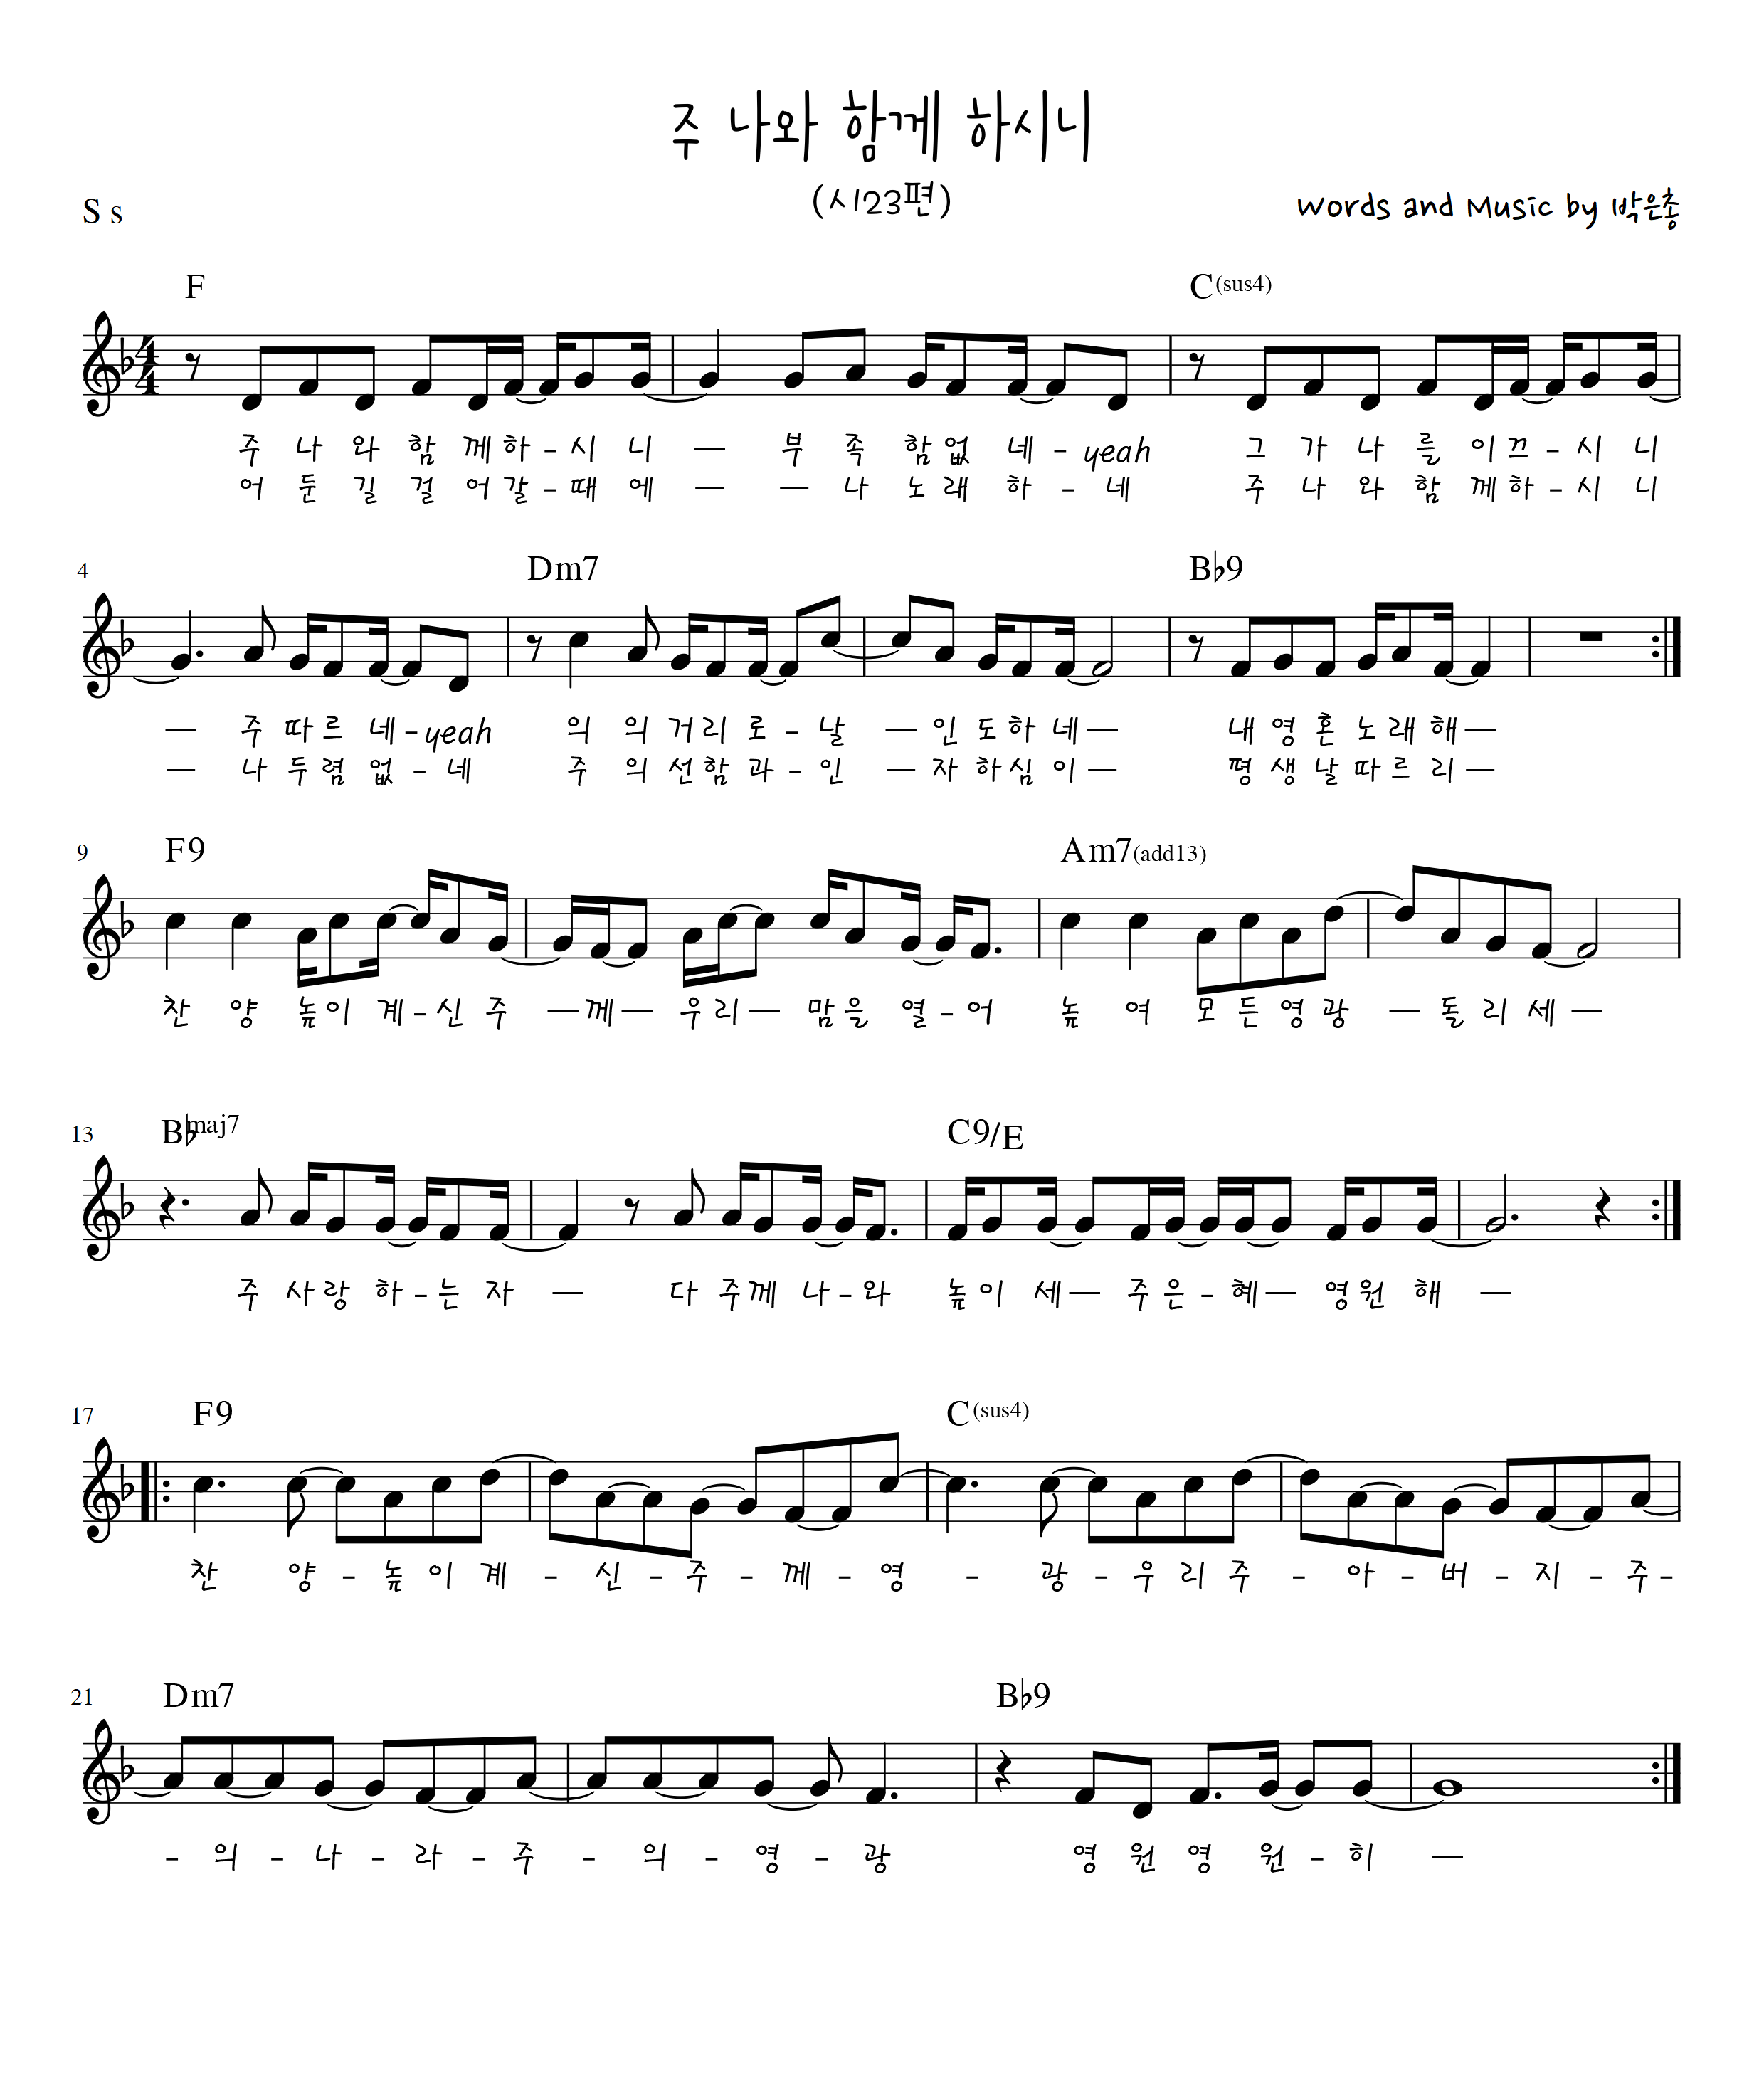 주 나와 함께 하시니
(시23편)
S s
Words and Music by 박은총
F C(sus4)
주 나 와 함 께 하 - 시 니 — 부 족 함 없 네 - yeah 그 가 나 를 이 끄 - 시 니
어 둔 길 걸 어 갈 - 때 에 — — 나 노 래 하 - 네 주 나 와 함 께 하 - 시 니
4 Dm7 B♭9
— 주 따 르 네 - yeah 의 의 거 리 로 - 날 — 인 도 하 네 — 내 영 혼 노 래 해 —
— 나 두 렴 없 - 네 주 의 선 함 과 - 인 — 자 하 심 이 — 평 생 날 따 르 리 —
9 F9 Am7(add13)
찬 양 높 이 계 - 신 주 — 께 — 우 리 — 맘 을 열 - 어 높 여 모 든 영 광 — 돌 리 세 —
13 B♭maj7 C9/E
주 사 랑 하 - 는 자 — 다 주 께 나 - 와 높 이 세 — 주 은 - 혜 — 영 원 해 —
17 F9 C(sus4)
찬 양 - 높 이 계 - 신 - 주 - 께 - 영 - 광 - 우 리 주 - 아 - 버 - 지 - 주 -
21 Dm7 B♭9
- 의 - 나 - 라 - 주 - 의 - 영 - 광 영 원 영 원 - 히 —